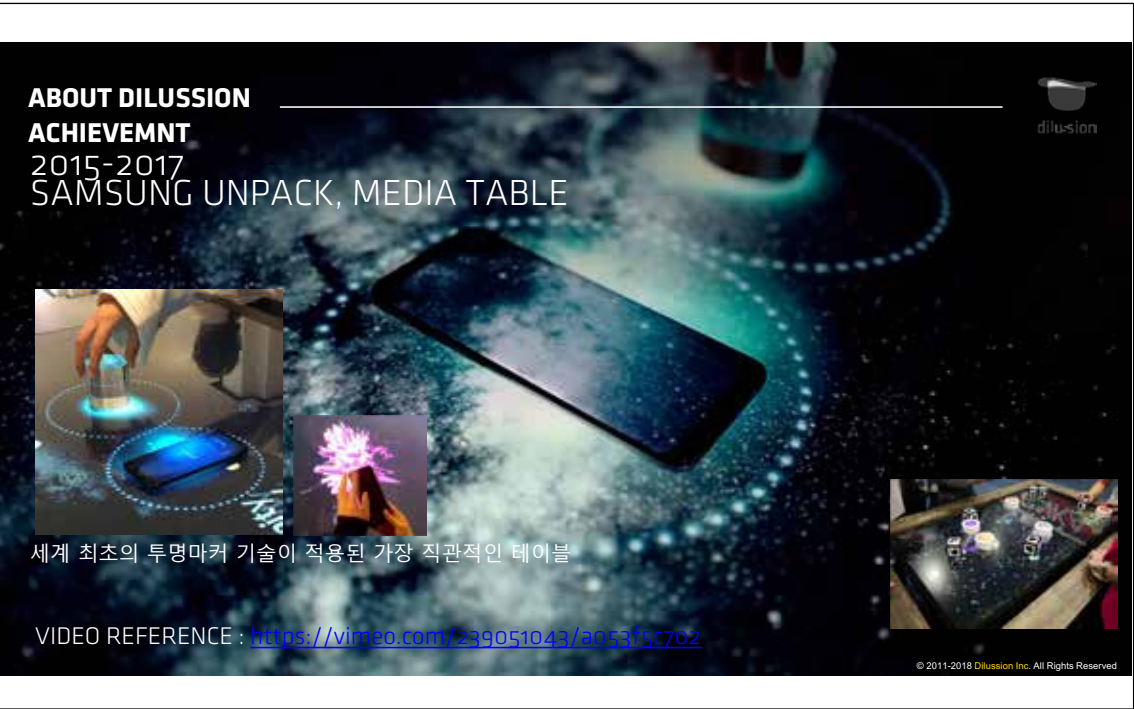 ABOUT DILUSSION
ACHIEVEMNT
2015-2017
SAMSUNG UNPACK, MEDIA TABLE
dilusion
세계 최초의 투명마커 기술이 적용된 가장 직관적인 테이블
VIDEO REFERENCE : https://vimeo.com/239051043/a053f5c702
© 2011-2018 Dilussion Inc. All Rights Reserved